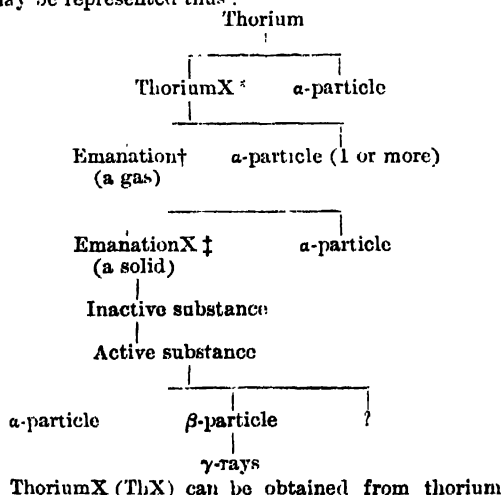 may be represented thus:
Thorium
ThoriumX * α-particle
Emanation† α-particle (1 or more)
(a gas)
EmanationX ‡ α-particle
(a solid)
Inactive substance
Active substance
α-particle β-particle ?
γ-rays
ThoriumX (ThX) can be obtained from thorium